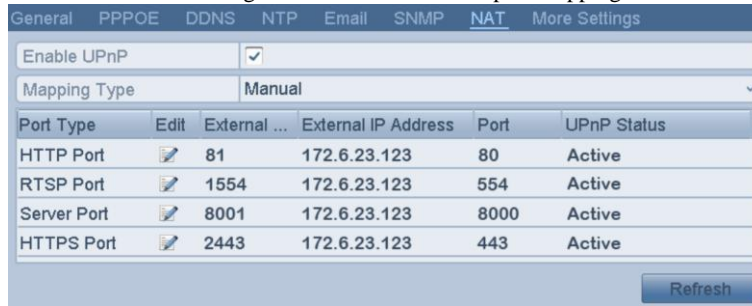 General PPPOE DDNS NTP Email SNMP NAT More Settings
Enable UPnP
Mapping Type Manual
Port Type Edit External ... External IP Address Port UPnP Status
HTTP Port 81 172.6.23.123 80 Active
RTSP Port 1554 172.6.23.123 554 Active
Server Port 8001 172.6.23.123 8000 Active
HTTPS Port 2443 172.6.23.123 443 Active
Refresh